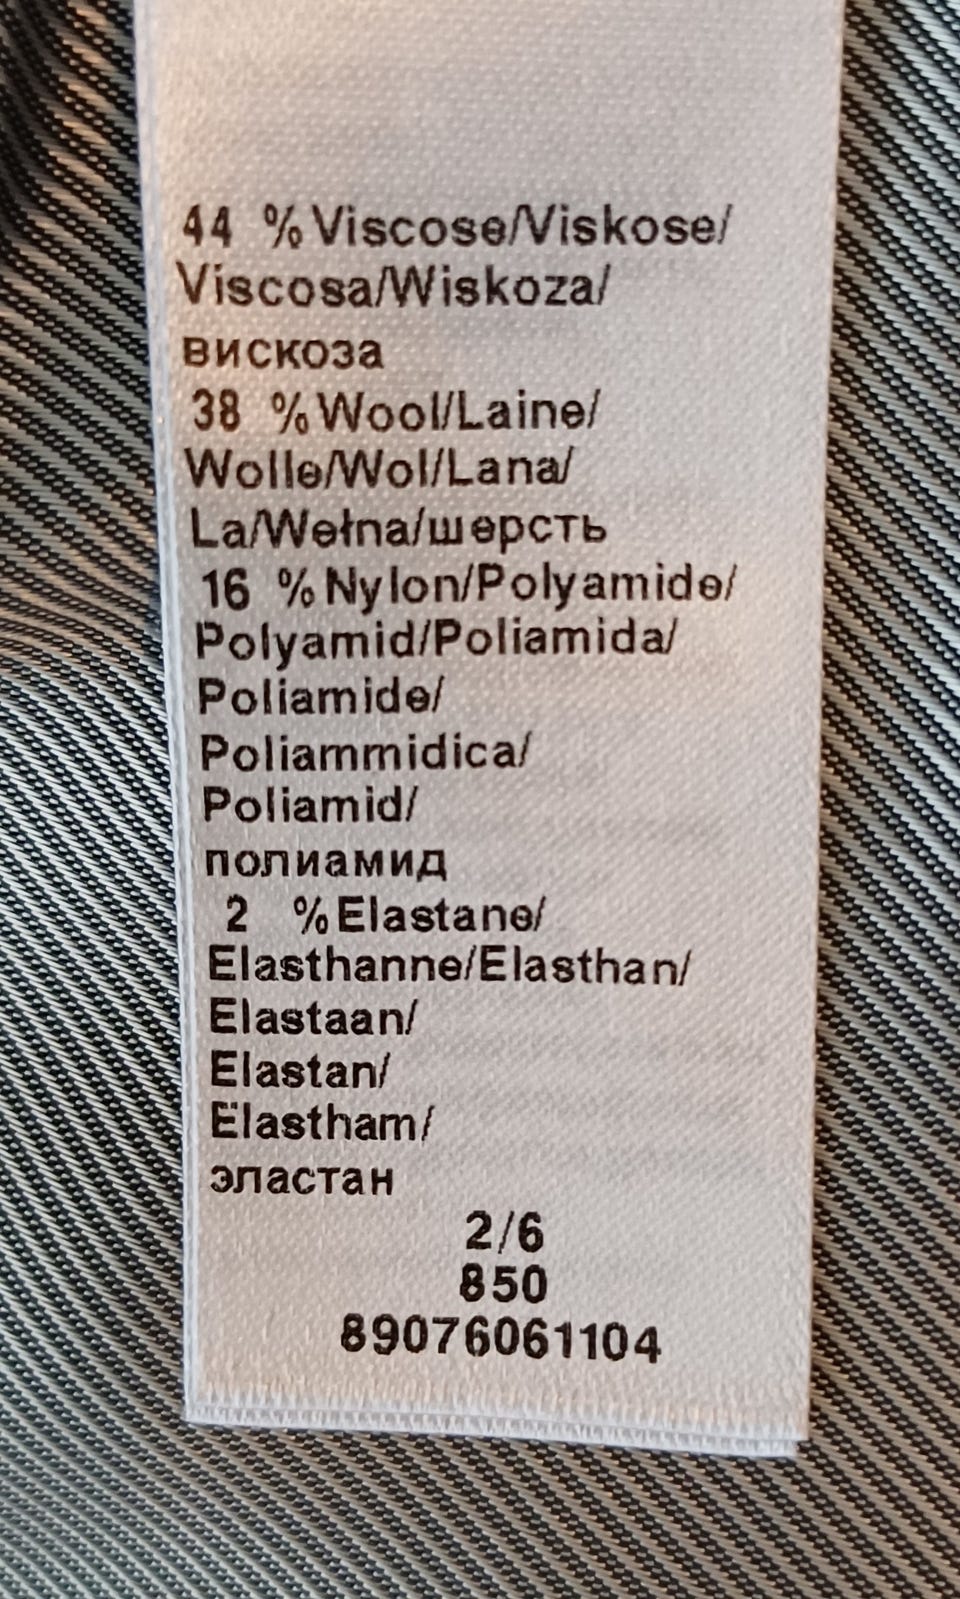 44 % Viscose/Viskose/
Viscosa/Wiskoza/
вискоза
38 % Wool/Laine/
Wolle/Wol/Lana/
La/Wełna/шерсть
16 % Nylon/Polyamide/
Polyamid/Poliamida/
Poliamide/
Poliammidica/
Poliamid/
полиамид
2 % Elastane/
Elasthanne/Elasthan/
Elastaan/
Elastan/
Elastham/
эластан
2/6
850
89076061104